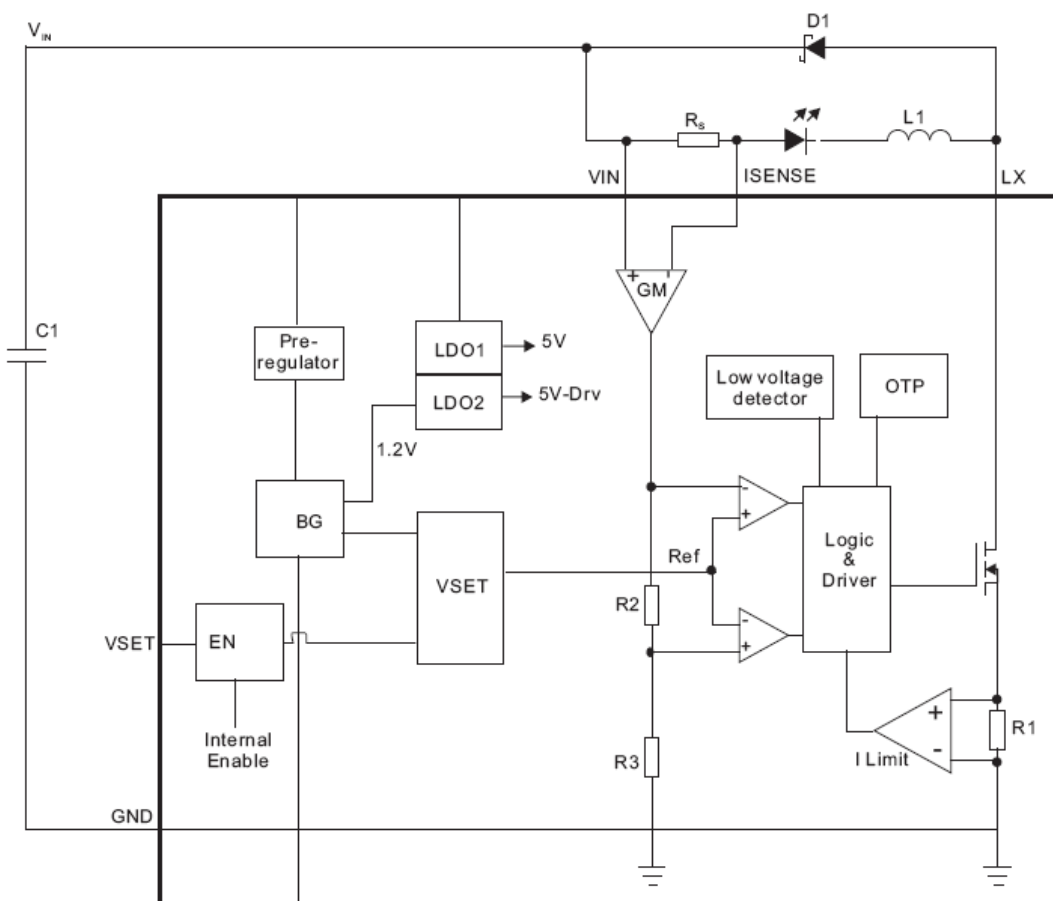 D1
VIN
L1
Rs
VIN
ISENSE
LX
+
-
GM
C1
Pre-
regulator
LDO1
5V
LDO2
5V-Drv
Low voltage
detector
OTP
1.2V
BG
-
+
Logic
&
Driver
VSET
Ref
R2
-
+
VSET
EN
Internal
Enable
R3
+
-
I Limit
R1
GND